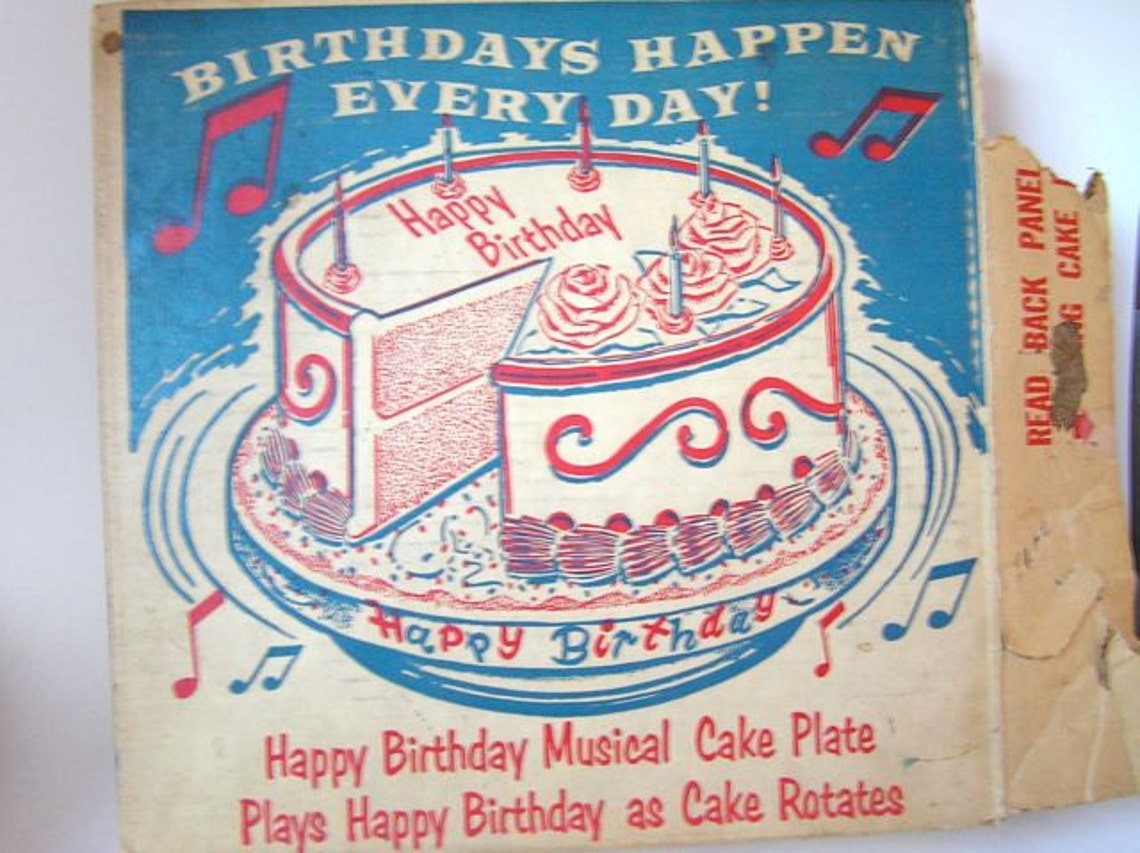 BIRTHDAYS HAPPEN
EVERY DAY!
Happy
Birthday
Happy Birthday
Happy Birthday Musical Cake Plate
Plays Happy Birthday as Cake Rotates
READ BACK PANEL
CAKE